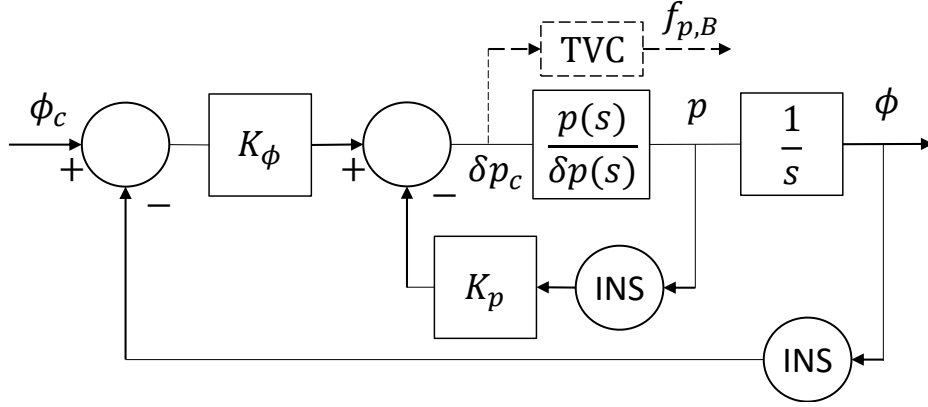 f_{p,B}
TVC
ϕ_c
+
−
K_ϕ
+
−
δp_c
p(s)
δp(s)
p
1
s
ϕ
K_p
INS
INS